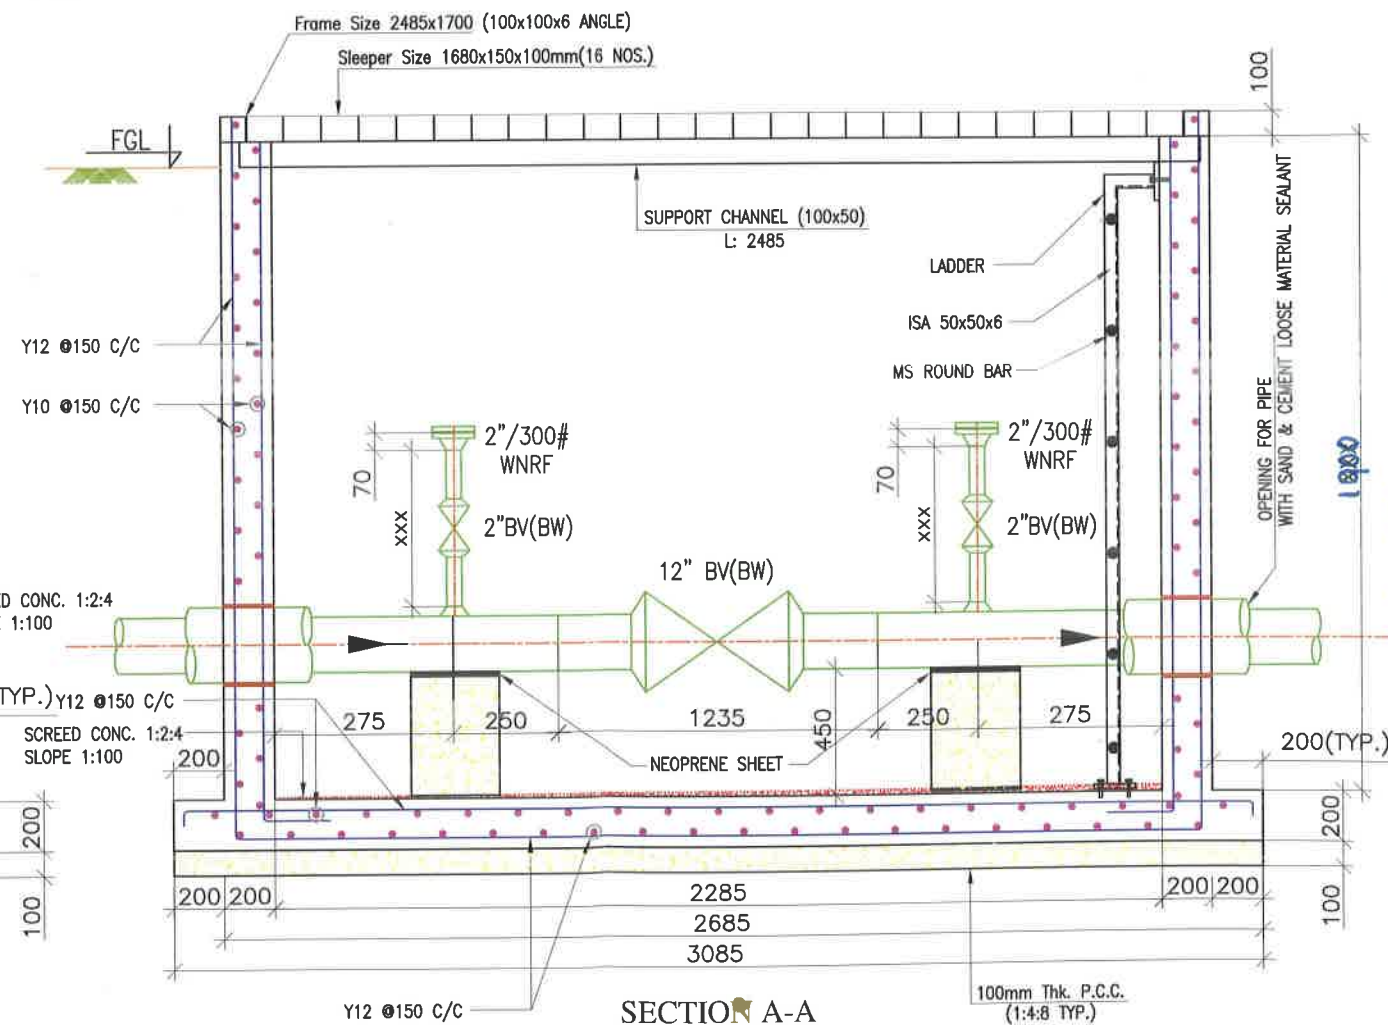 Frame Size 2485x1700 (100x100x6 ANGLE)
Sleeper Size 1680x150x100mm(16 NOS.)
100
FGL
SUPPORT CHANNEL (100x50)
L: 2485
LADDER
ISA 50x50x6
MS ROUND BAR
OPENING FOR PIPE
WITH SAND & CEMENT LOOSE MATERIAL SEALANT
Y12 @150 C/C
Y10 @150 C/C
2"/300#
WNRF
70
XXX
2"BV(BW)
2"/300#
WNRF
70
XXX
2"BV(BW)
12" BV(BW)
ED CONC. 1:2:4
1:100
TYP.)
Y12 @150 C/C
SCREED CONC. 1:2:4
SLOPE 1:100
275
250
1235
450
250
275
NEOPRENE SHEET
200
200(TYP.)
200
100
200
100
200
200
2285
200
200
2685
3085
Y12 @150 C/C
100mm Thk. P.C.C.
(1:4:8 TYP.)
SECTION A-A